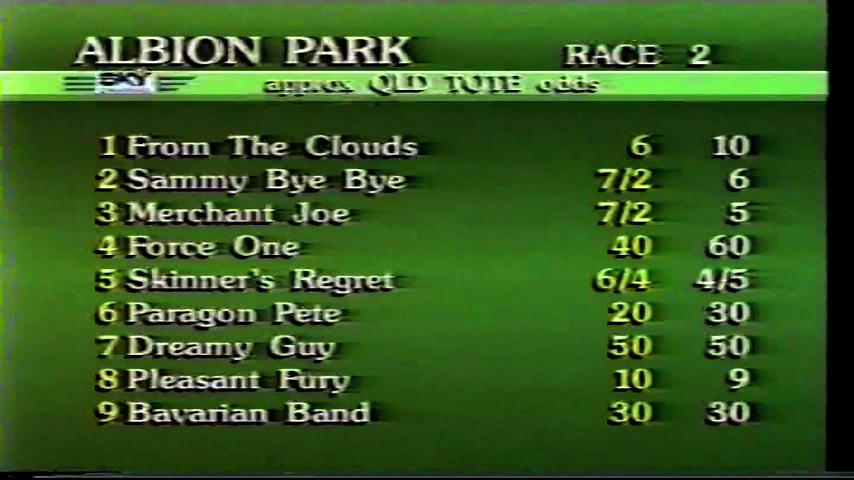 ALBION PARK RACE 2
SKY approx QLD TOTE odds
1 From The Clouds 6 10
2 Sammy Bye Bye 7/2 6
3 Merchant Joe 7/2 5
4 Force One 40 60
5 Skinner's Regret 6/4 4/5
6 Paragon Pete 20 30
7 Dreamy Guy 50 50
8 Pleasant Fury 10 9
9 Bavarian Band 30 30